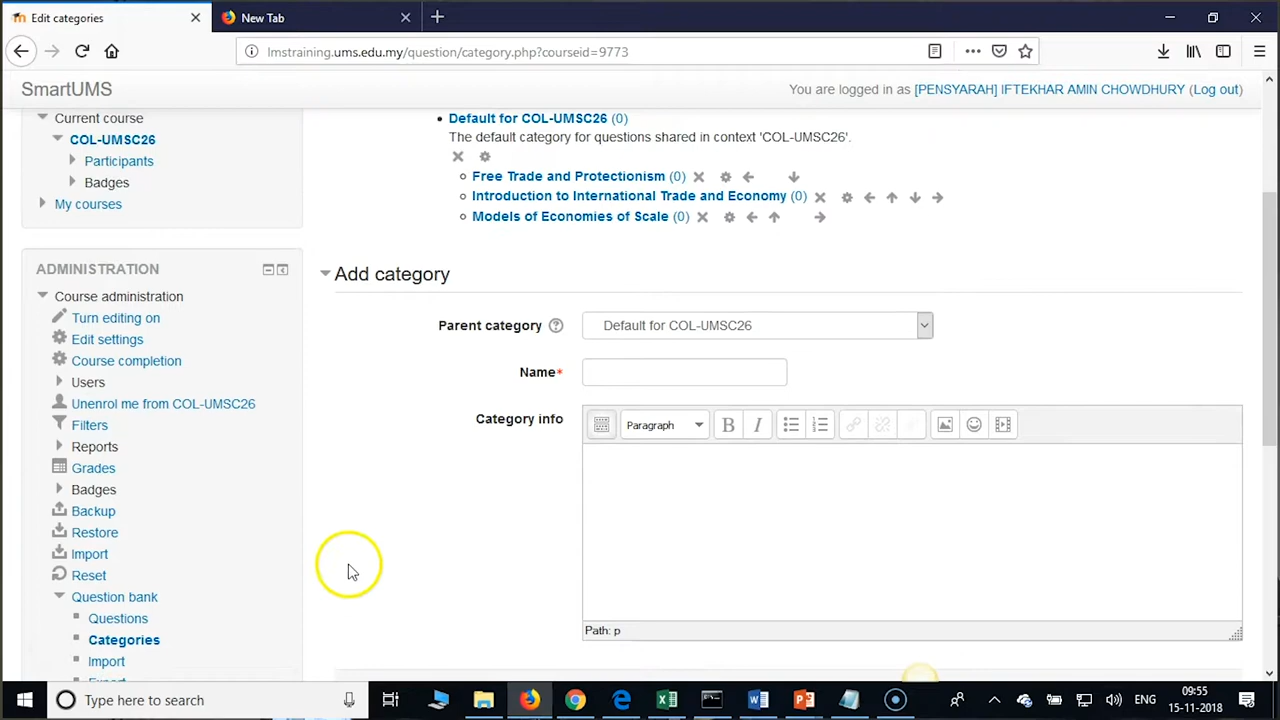 Edit categories
New Tab
lmstraining.ums.edu.my/question/category.php?courseid=9773
SmartUMS
You are logged in as [PENSYARAH] IFTEKHAR AMIN CHOWDHURY (Log out)
Current course
COL-UMSC26
Participants
Badges
My courses
Default for COL-UMSC26 (0)
The default category for questions shared in context 'COL-UMSC26'.
Free Trade and Protectionism (0)
Introduction to International Trade and Economy (0)
Models of Economies of Scale (0)
ADMINISTRATION
Course administration
Turn editing on
Edit settings
Course completion
Users
Unenrol me from COL-UMSC26
Filters
Reports
Grades
Badges
Backup
Restore
Import
Reset
Question bank
Questions
Categories
Import
Export
Add category
Parent category
Default for COL-UMSC26
Name*
Category info
Paragraph
B I
Path: p
Type here to search
ENG
09:55
15-11-2018